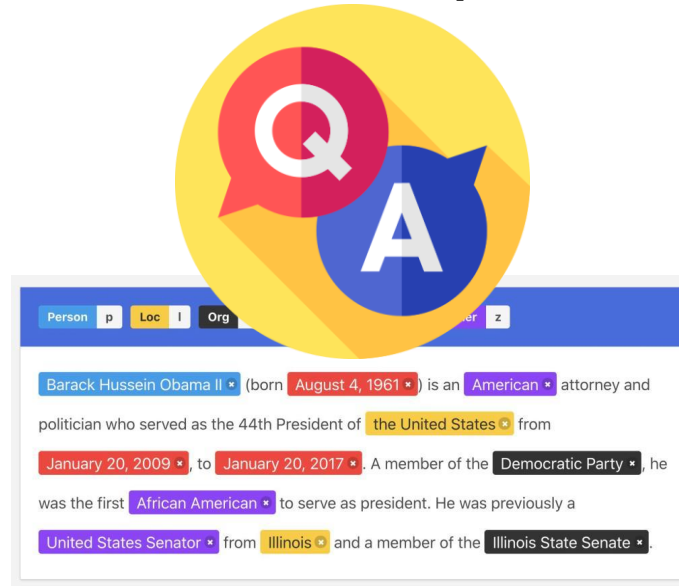 Q
A
Person p Loc l Org z
Barack Hussein Obama II (born August 4, 1961) is an American attorney and
politician who served as the 44th President of the United States from
January 20, 2009, to January 20, 2017. A member of the Democratic Party, he
was the first African American to serve as president. He was previously a
United States Senator from Illinois and a member of the Illinois State Senate.